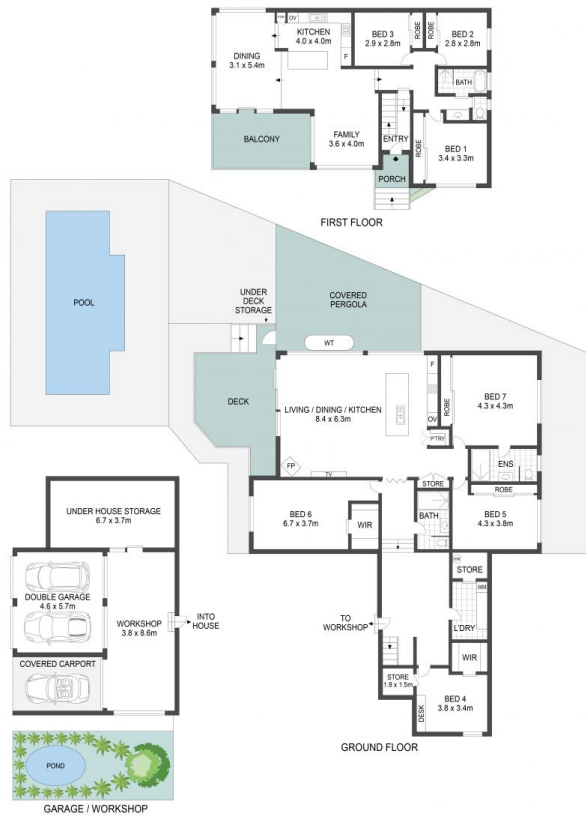 KITCHEN
4.0 x 4.0m
OV
F
DINING
3.1 x 5.4m
BED 3
2.9 x 2.8m
ROBE
ROBE
BED 2
2.8 x 2.8m
BATH
BALCONY
FAMILY
3.6 x 4.0m
ENTRY
ROBE
BED 1
3.4 x 3.3m
PORCH
FIRST FLOOR
POOL
UNDER
DECK
STORAGE
COVERED
PERGOLA
WT
DECK
LIVING / DINING / KITCHEN
8.4 x 6.3m
F
OV
ROBE
BED 7
4.3 x 4.3m
PTRY
FP
TV
STORE
ENS
ROBE
BED 5
4.3 x 3.8m
BED 6
6.7 x 3.7m
WIR
BATH
STORE
WM
L'DRY
TO
WORKSHOP
WIR
STORE
1.8 x 1.5m
DESK
BED 4
3.8 x 3.4m
GROUND FLOOR
UNDER HOUSE STORAGE
6.7 x 3.7m
DOUBLE GARAGE
4.6 x 5.7m
WORKSHOP
3.8 x 8.6m
INTO
HOUSE
COVERED CARPORT
POND
GARAGE / WORKSHOP